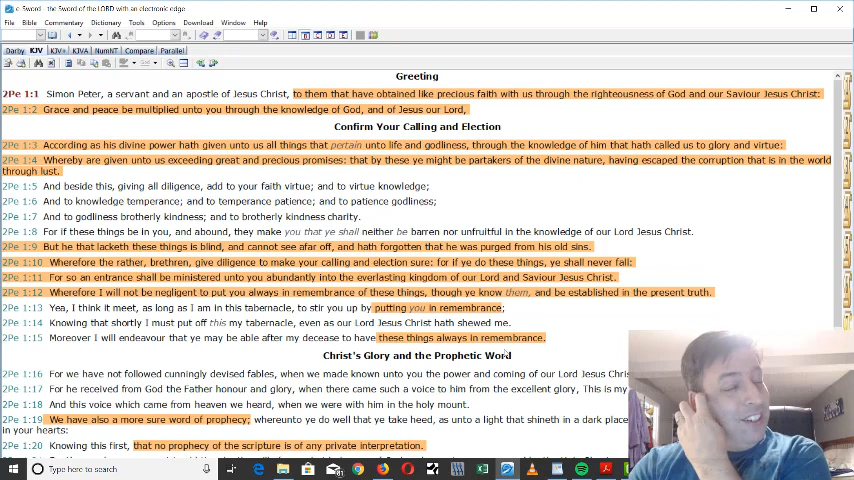 e-Sword - the Sword of the LORD with an electronic edge
File Bible Commentary Dictionary Tools Options Download Window Help
Darby KJV KJV+ KJVA NumNT Compare Parallel
Greeting
2Pe 1:1 Simon Peter, a servant and an apostle of Jesus Christ, to them that have obtained like precious faith with us through the righteousness of God and our Saviour Jesus Christ:
2Pe 1:2 Grace and peace be multiplied unto you through the knowledge of God, and of Jesus our Lord,
Confirm Your Calling and Election
2Pe 1:3 According as his divine power hath given unto us all things that pertain unto life and godliness, through the knowledge of him that hath called us to glory and virtue:
2Pe 1:4 Whereby are given unto us exceeding great and precious promises: that by these ye might be partakers of the divine nature, having escaped the corruption that is in the world
through lust.
2Pe 1:5 And beside this, giving all diligence, add to your faith virtue; and to virtue knowledge;
2Pe 1:6 And to knowledge temperance; and to temperance patience; and to patience godliness;
2Pe 1:7 And to godliness brotherly kindness; and to brotherly kindness charity.
2Pe 1:8 For if these things be in you, and abound, they make you that ye shall neither be barren nor unfruitful in the knowledge of our Lord Jesus Christ.
2Pe 1:9 But he that lacketh these things is blind, and cannot see afar off, and hath forgotten that he was purged from his old sins.
2Pe 1:10 Wherefore the rather, brethren, give diligence to make your calling and election sure: for if ye do these things, ye shall never fall:
2Pe 1:11 For so an entrance shall be ministered unto you abundantly into the everlasting kingdom of our Lord and Saviour Jesus Christ.
2Pe 1:12 Wherefore I will not be negligent to put you always in remembrance of these things, though ye know them, and be established in the present truth.
2Pe 1:13 Yea, I think it meet, as long as I am in this tabernacle, to stir you up by putting you in remembrance;
2Pe 1:14 Knowing that shortly I must put off this my tabernacle, even as our Lord Jesus Christ hath shewed me.
2Pe 1:15 Moreover I will endeavour that ye may be able after my decease to have these things always in remembrance.
Christ's Glory and the Prophetic Word
2Pe 1:16 For we have not followed cunningly devised fables, when we made known unto you the power and coming of our Lord Jesus Chris
2Pe 1:17 For he received from God the Father honour and glory, when there came such a voice to him from the excellent glory, This is my
2Pe 1:18 And this voice which came from heaven we heard, when we were with him in the holy mount.
2Pe 1:19 We have also a more sure word of prophecy; whereunto ye do well that ye take heed, as unto a light that shineth in a dark place
in your hearts:
2Pe 1:20 Knowing this first, that no prophecy of the scripture is of any private interpretation.
Type here to search